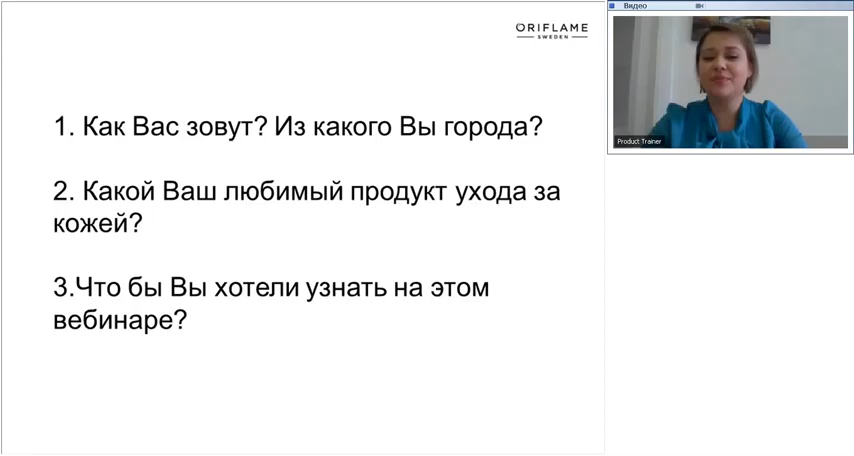 ORIFLAME
SWEDEN
1. Как Вас зовут? Из какого Вы города?
2. Какой Ваш любимый продукт ухода за
кожей?
3.Что бы Вы хотели узнать на этом
вебинаре?
Видео
Product Trainer